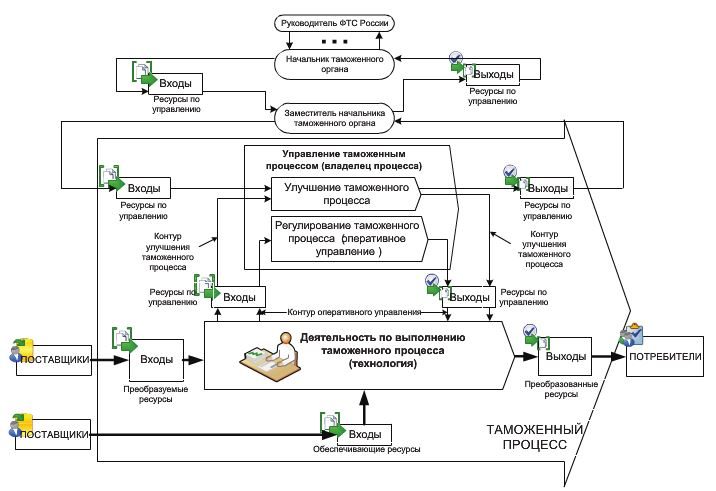 Руководитель ФТС России
Начальник таможенного
органа
Входы
Ресурсы по
управлению
Выходы
Ресурсы по
управлению
Заместитель начальника
таможенного органа
Управление таможенным
процессом (владелец процесса)
Входы
Ресурсы по
управлению
Улучшение таможенного
процесса
Выходы
Ресурсы по
управлению
Регулирование таможенного
процесса (оперативное
управление )
Контур
улучшения
таможенного
процесса
Контур
улучшения
таможенного
процесса
Ресурсы по
управлению
Входы
Выходы
Ресурсы по
управлению
Контур оперативного управления
ПОСТАВЩИКИ
Входы
Преобразуемые
ресурсы
Деятельность по выполнению
таможенного процесса
(технология)
Выходы
Преобразованные
ресурсы
ПОТРЕБИТЕЛИ
ПОСТАВЩИКИ
Входы
Обеспечивающие ресурсы
ТАМОЖЕННЫЙ
ПРОЦЕСС